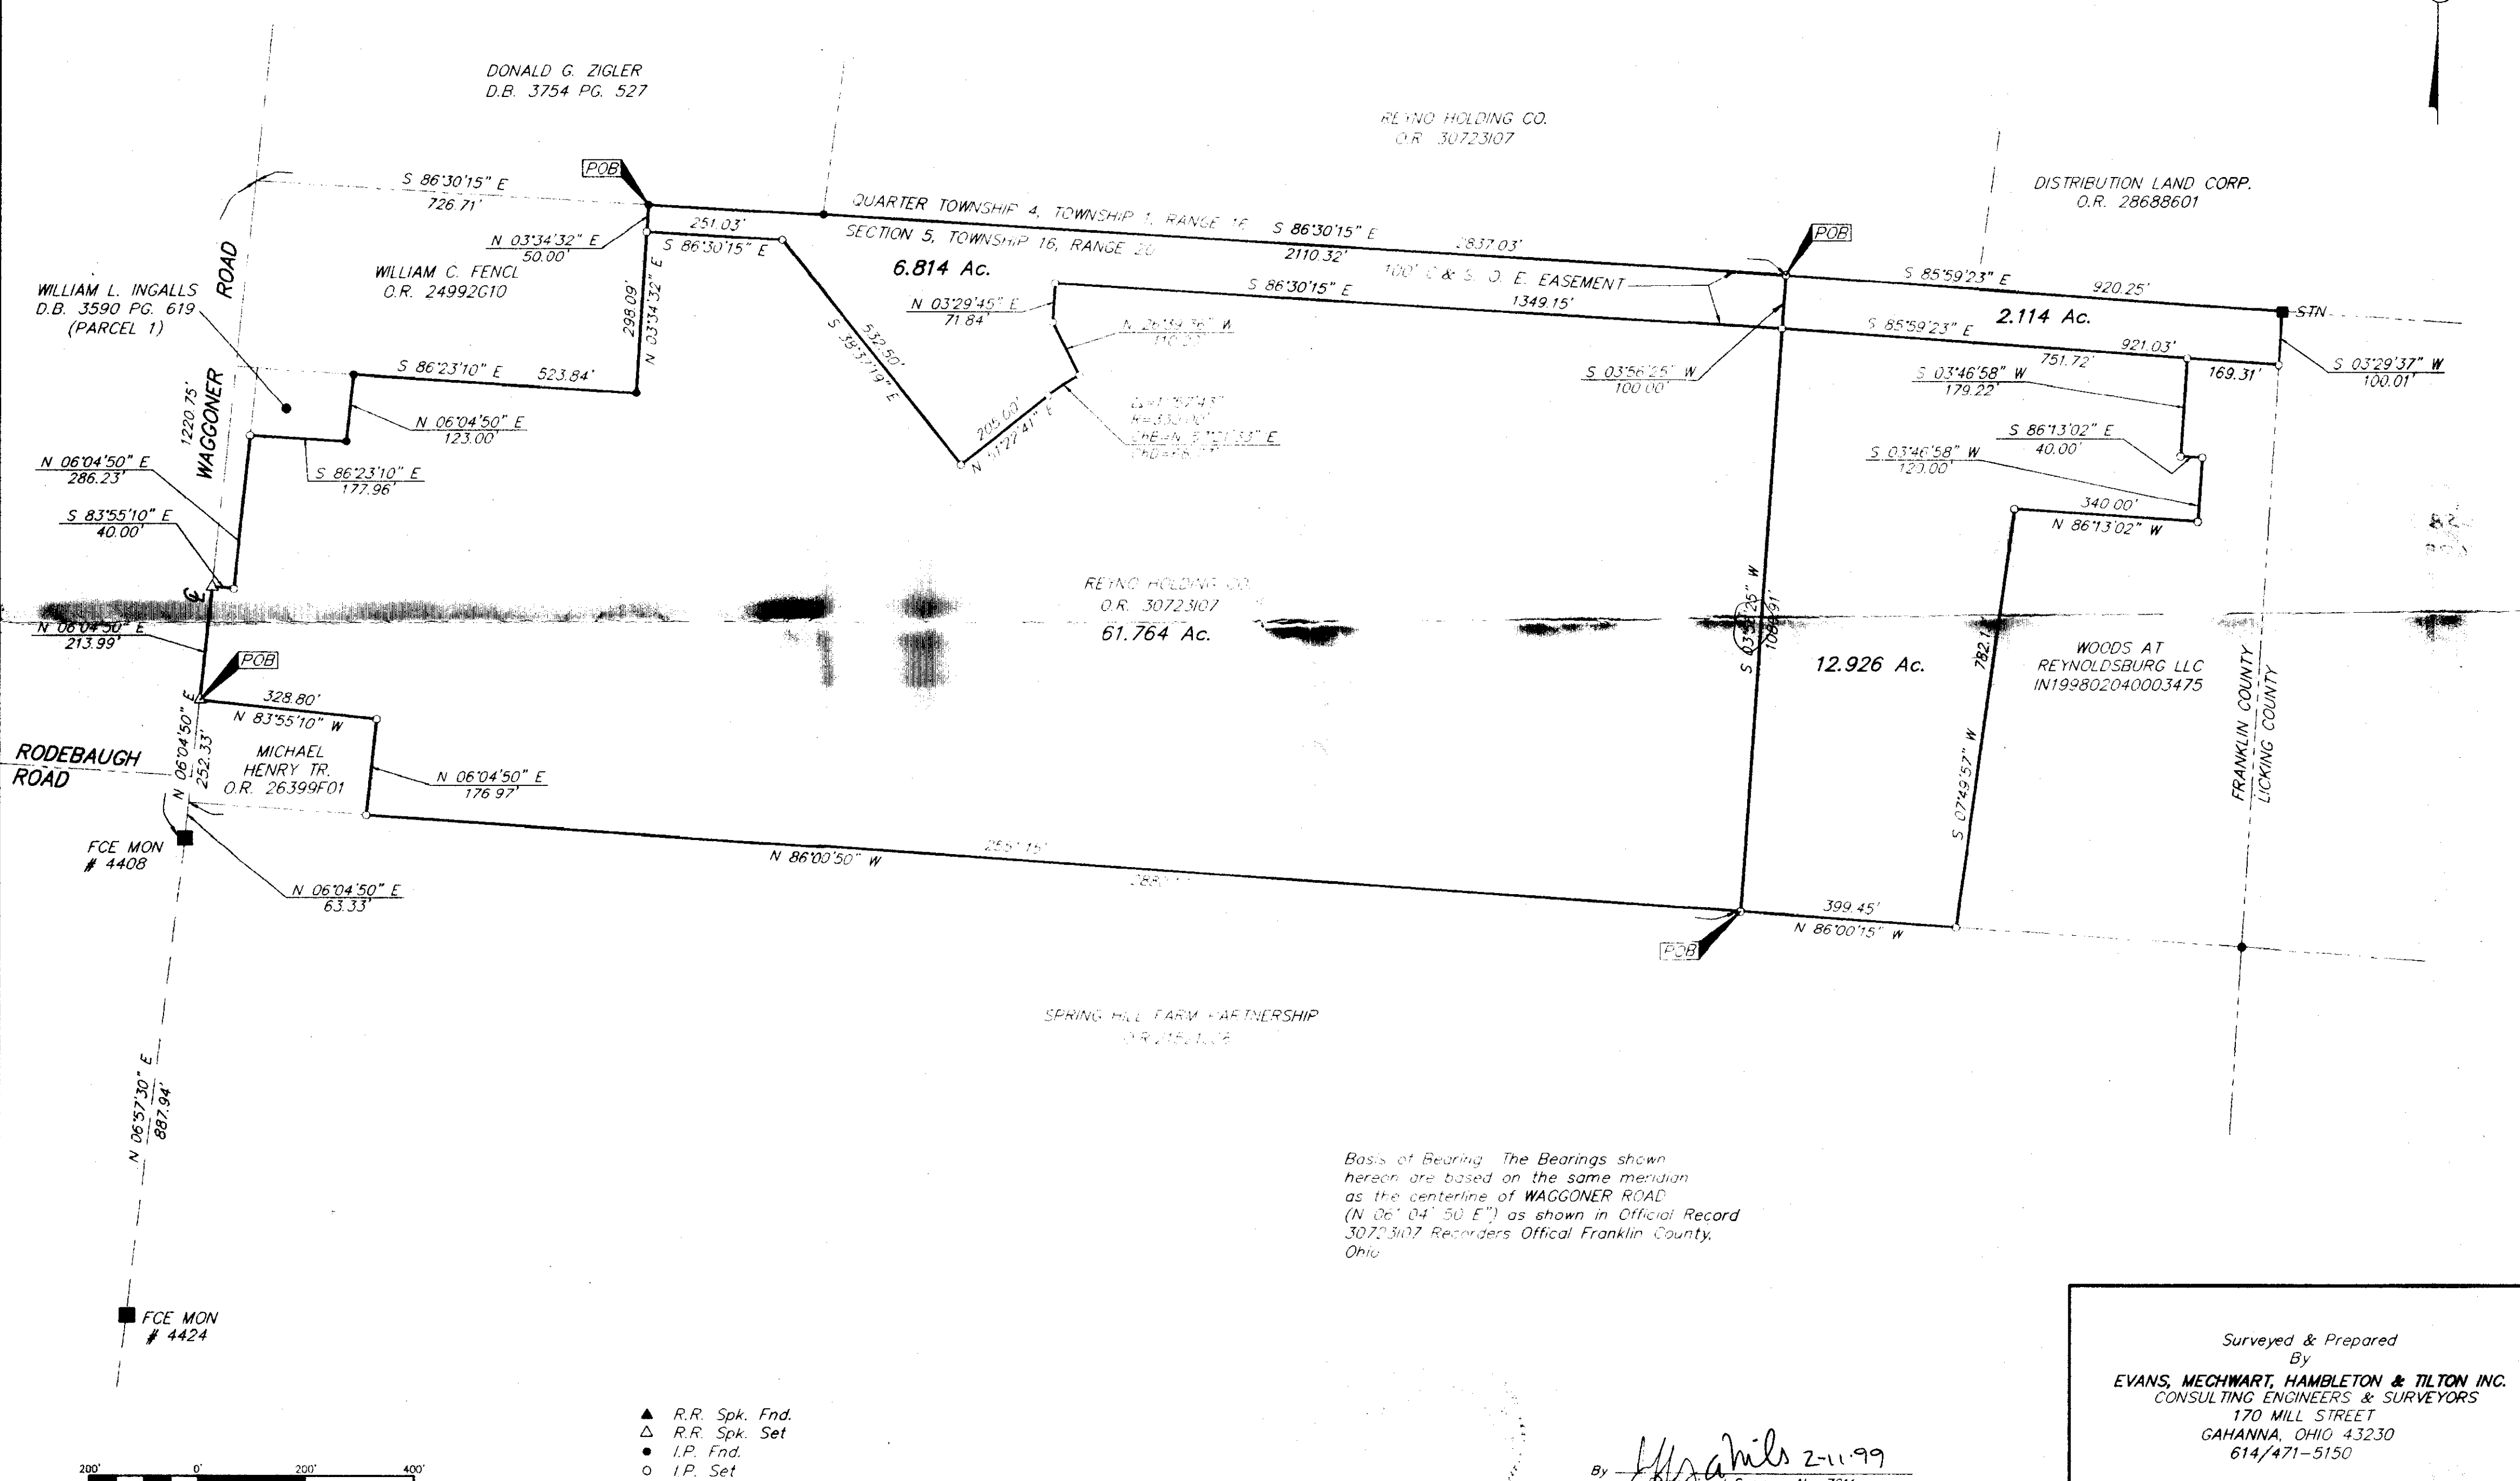 DONALD G. ZIGLER
D.B. 3754 PG. 527
REYNO HOLDING CO.
O.R. 30723I07
DISTRIBUTION LAND CORP.
O.R. 28688601
POB
S 86°30'15" E
726.71'
N 03°34'32" E
50.00'
251.03'
S 86°30'15" E
QUARTER TOWNSHIP 4, TOWNSHIP 1, RANGE 16
SECTION 5, TOWNSHIP 16, RANGE 20
S 86°30'15" E
2837.03'
2110.32'
6.814 Ac.
100' C & S. O. E. EASEMENT
POB
S 85°59'23" E
920.25'
STN
2.114 Ac.
WILLIAM C. FENCL
O.R. 24992G10
WILLIAM L. INGALLS
D.B. 3590 PG. 619
(PARCEL 1)
WAGGONER ROAD
1220.75'
298.09'
N 03°34'32" E
532.50'
S 38°37'19" E
N 03°29'45" E
71.84'
S 86°30'15" E
1349.15'
N 26°39'36" W
S 85°59'23" E
921.03'
751.72'
169.31'
S 03°29'37" W
100.01'
S 03°56'25" W
100.00'
S 03°46'58" W
179.22'
S 86°13'02" E
40.00'
S 03°46'58" W
120.00'
340.00'
N 86°13'02" W
S 86°23'10" E
523.84'
N 06°04'50" E
123.00'
S 86°23'10" E
177.96'
N 06°04'50" E
286.23'
S 83°55'10" E
40.00'
205.00'
N 51°22'41" E
R=330.00'
N 06°04'50" E
213.99'
POB
328.80'
N 83°55'10" W
MICHAEL
HENRY TR.
O.R. 26399F01
N 06°04'50" E
176.97'
N 06°04'50" E
252.33'
RODEBAUGH
ROAD
FCE MON
# 4408
N 06°04'50" E
63.33'
REYNO HOLDING CO.
O.R. 30723I07
61.764 Ac.
12.926 Ac.
S 07°49'57" W
WOODS AT
REYNOLDSBURG LLC
IN199802040003475
FRANKLIN COUNTY
LICKING COUNTY
N 86°00'50" W
399.45'
N 86°00'15" W
POB
SPRING HILL FARM PARTNERSHIP
N 06°57'30" E
887.94'
FCE MON
# 4424
Basis of Bearing The Bearings shown
hereon are based on the same meridian
as the centerline of WAGGONER ROAD
(N 06° 04' 50 E") as shown in Official Record
30723I07 Recorders Offical Franklin County,
Ohio
R.R. Spk. Fnd.
R.R. Spk. Set
I.P. Fnd.
I.P. Set
200' 0' 200' 400'
By 2-11-99
Surveyed & Prepared
By
EVANS, MECHWART, HAMBLETON & TILTON INC.
CONSULTING ENGINEERS & SURVEYORS
170 MILL STREET
GAHANNA, OHIO 43230
614/471-5150